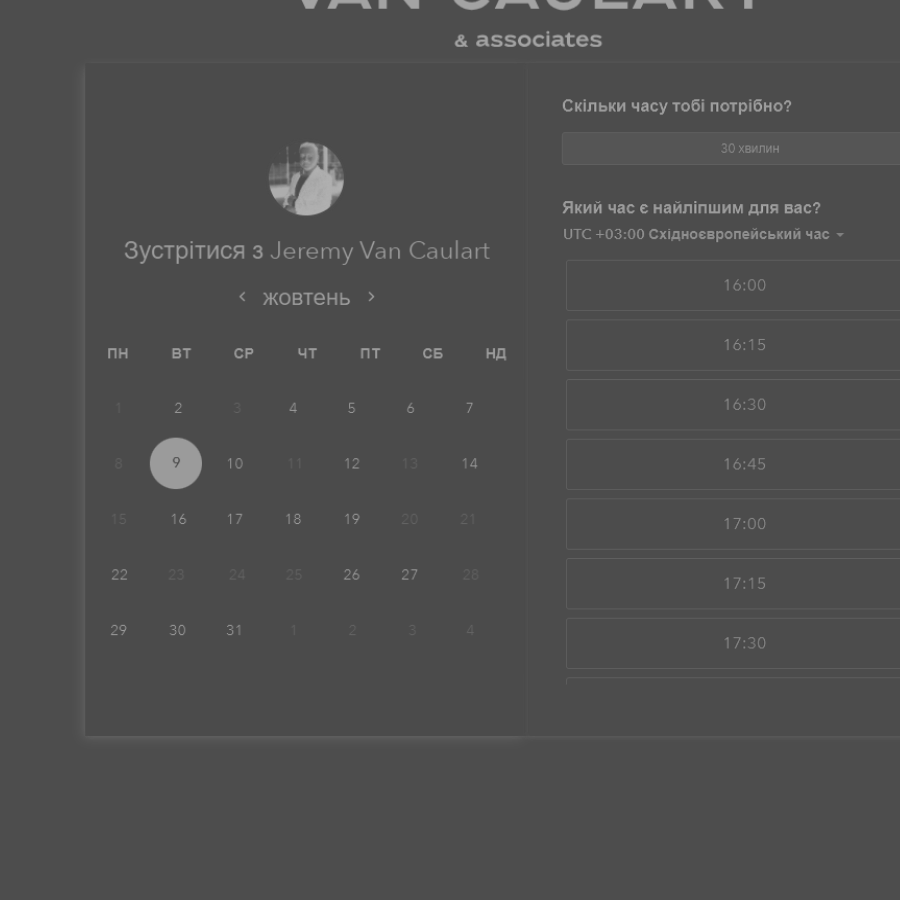 VAN CAULART
& associates
Зустрітися з Jeremy Van Caulart
жовтень
ПН ВТ СР ЧТ ПТ СБ НД
1 2 3 4 5 6 7
8 9 10 11 12 13 14
15 16 17 18 19 20 21
22 23 24 25 26 27 28
29 30 31 1 2 3 4
Скільки часу тобі потрібно?
30 хвилин
Який час є найліпшим для вас?
UTC +03:00 Східноєвропейський час
16:00
16:15
16:30
16:45
17:00
17:15
17:30